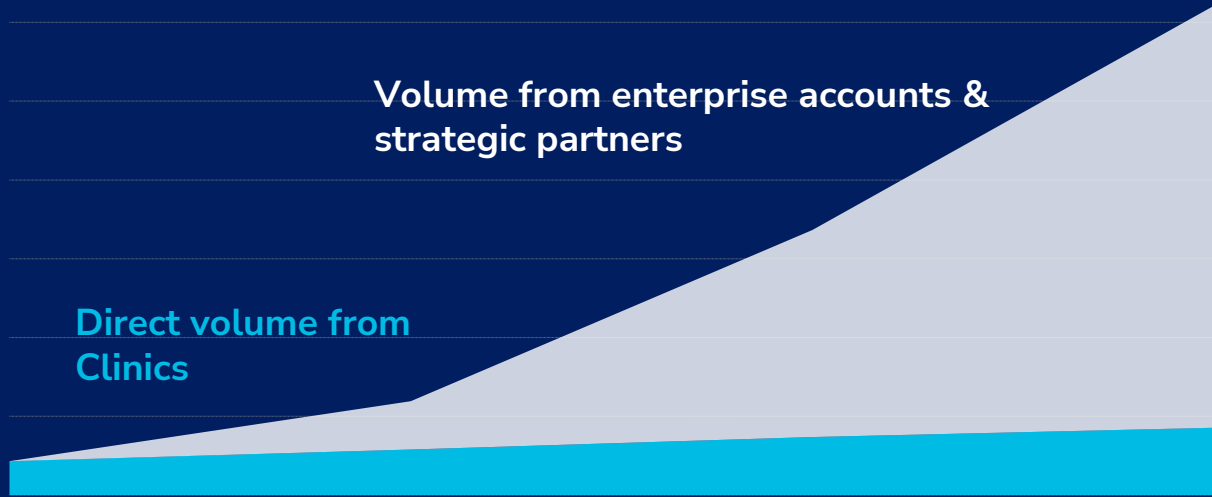 Volume from enterprise accounts &
strategic partners
Direct volume from
Clinics